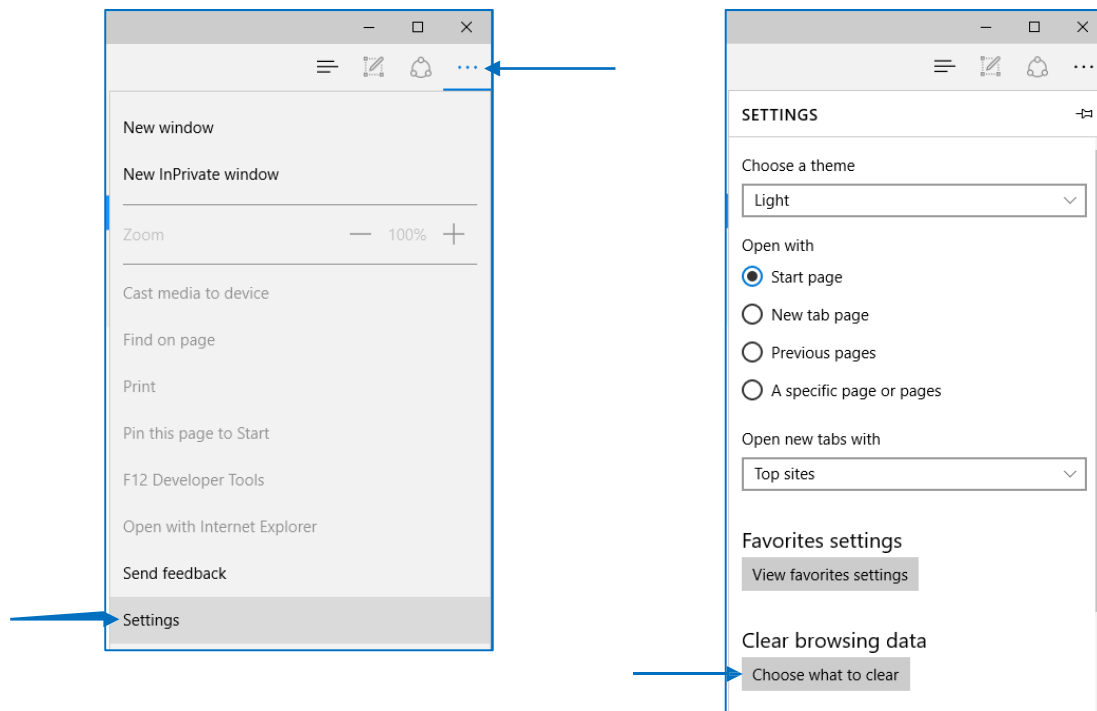 New window
New InPrivate window
Zoom 100%
Cast media to device
Find on page
Print
Pin this page to Start
F12 Developer Tools
Open with Internet Explorer
Send feedback
Settings
SETTINGS
Choose a theme
Light
Open with
Start page
New tab page
Previous pages
A specific page or pages
Open new tabs with
Top sites
Favorites settings
View favorites settings
Clear browsing data
Choose what to clear